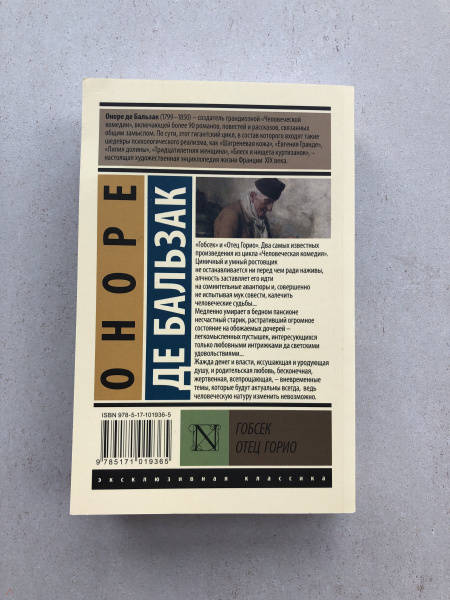 Оноре де Бальзак (1799–1850) – создатель грандиозной «Человеческой
комедии», включающей более 90 романов, повестей и рассказов, связанных
общим замыслом. По сути, этот гигантский цикл, в состав которого входят такие
шедевры психологического реализма, как «Шагреневая кожа», «Евгения Гранде»,
«Лилия долины», «Тридцатилетняя женщина», «Блеск и нищета куртизанок», –
настоящая художественная энциклопедия жизни Франции XIX века.
ОНОРЕ
ДЕ БАЛЬЗАК
«Гобсек» и «Отец Горио». Два самых известных
произведения из цикла «Человеческая комедия».
Циничный и умный ростовщик
не останавливается ни перед чем ради наживы,
алчность заставляет его идти
на сомнительные авантюры и, совершенно
не испытывая мук совести, калечить
человеческие судьбы...
Медленно умирает в бедном пансионе
несчастный старик, растративший огромное
состояние на обожаемых дочерей –
легкомысленных пустышек, интересующихся
только любовными интрижками да светскими
удовольствиями...
Жажда денег и власти, иссушающая и уродующая
душу, и родительская любовь, бесконечная,
жертвенная, всепрощающая, – вневременные
темы, которые будут актуальны всегда, ведь
человеческую натуру изменить невозможно.
ISBN 978-5-17-101936-5
9 785171 019365
N
ГОБСЕК
ОТЕЦ ГОРИО
эксклюзивная классика